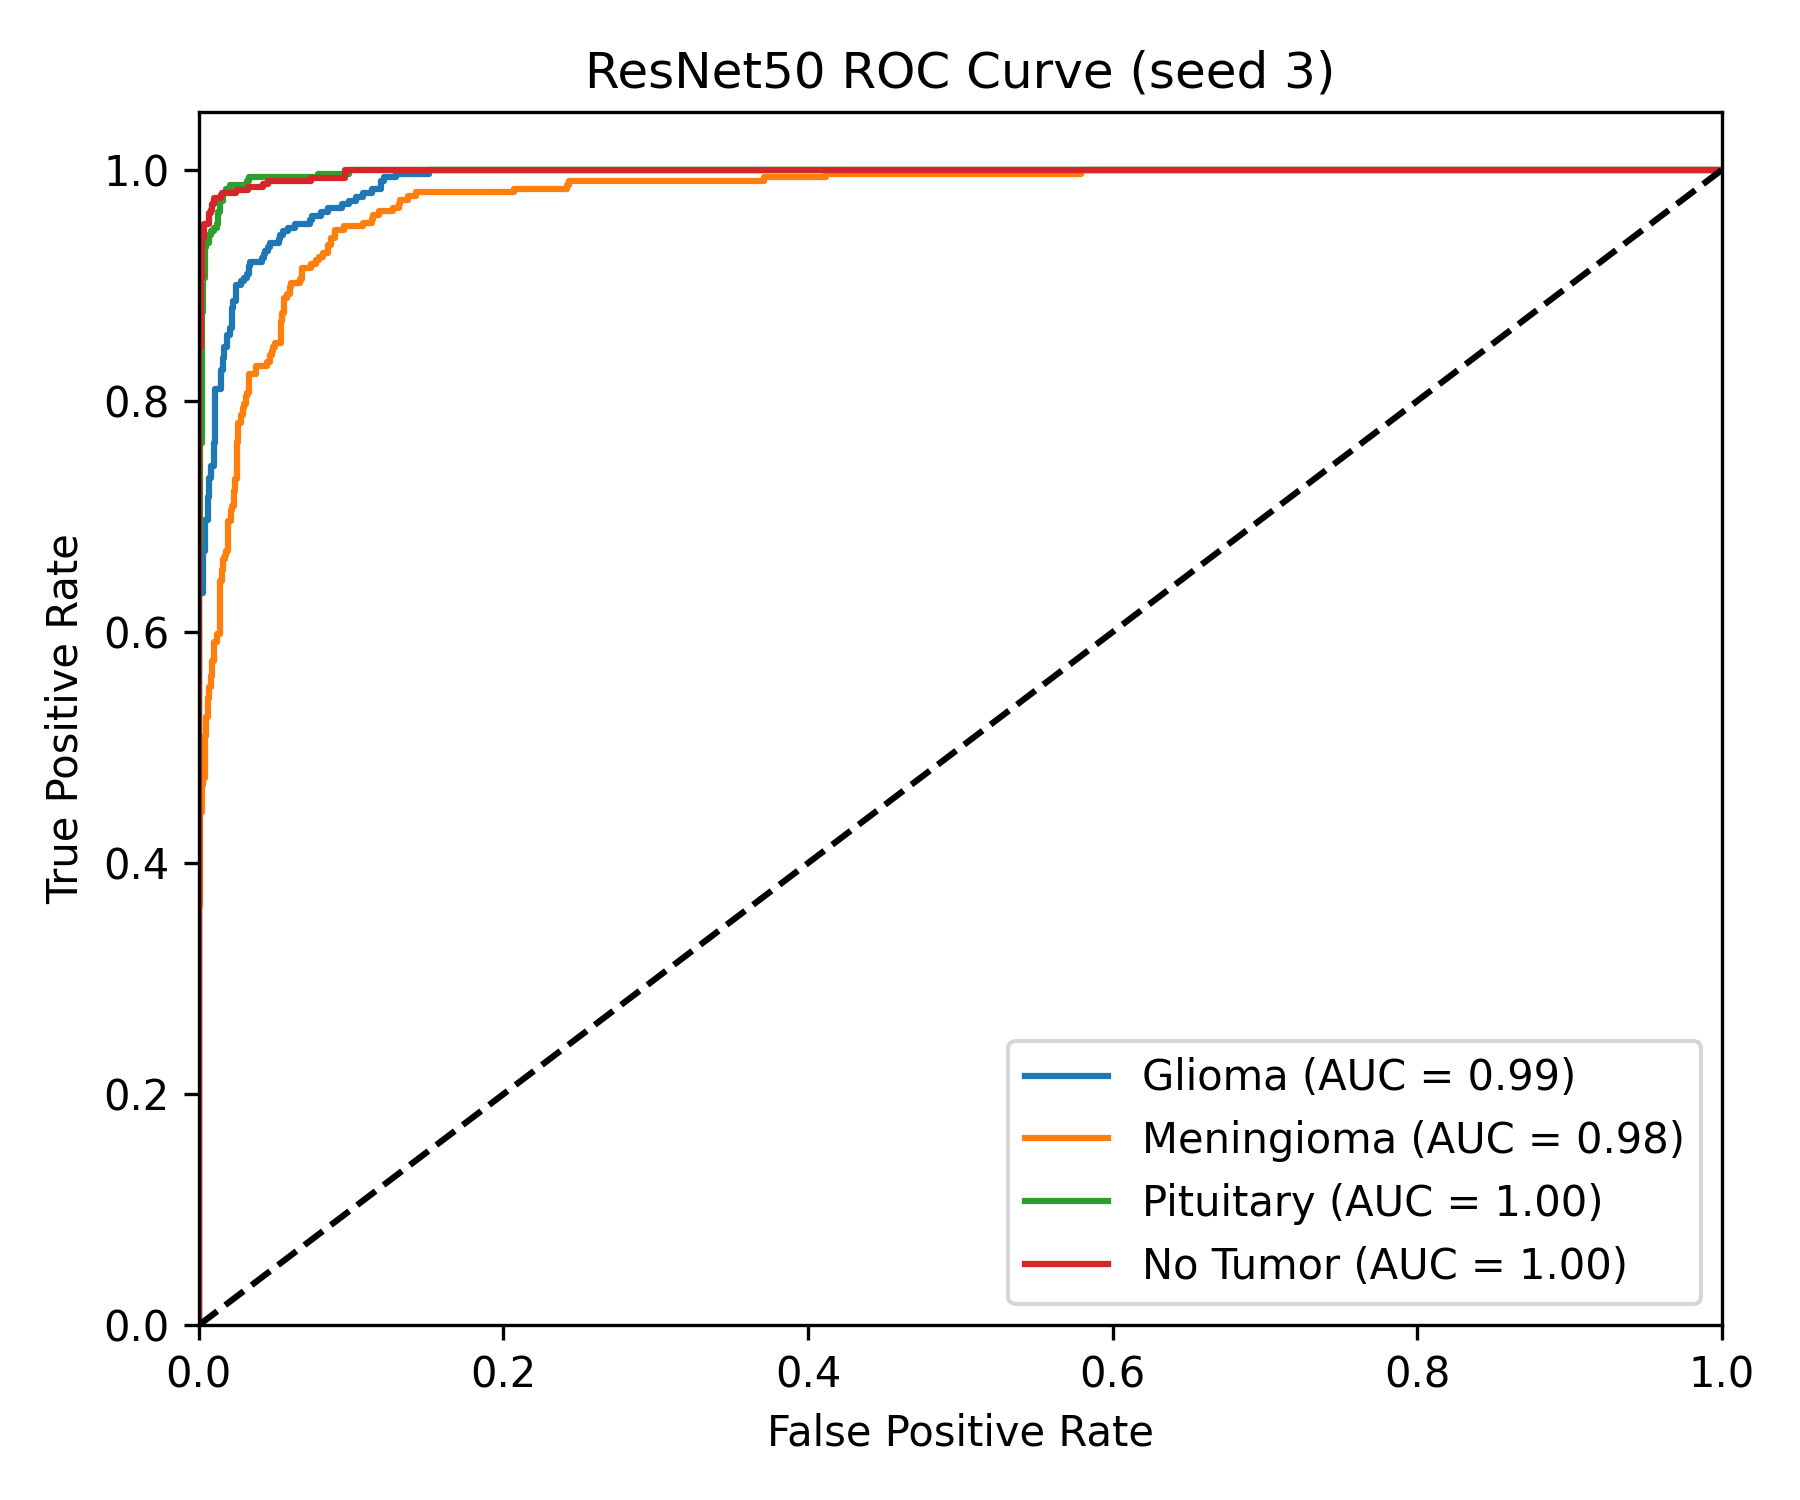 ResNet50 ROC Curve (seed 3)
1.0
0.8
0.6
0.4
0.2
0.0
True Positive Rate
0.0 0.2 0.4 0.6 0.8 1.0
False Positive Rate
Glioma (AUC = 0.99)
Meningioma (AUC = 0.98)
Pituitary (AUC = 1.00)
No Tumor (AUC = 1.00)